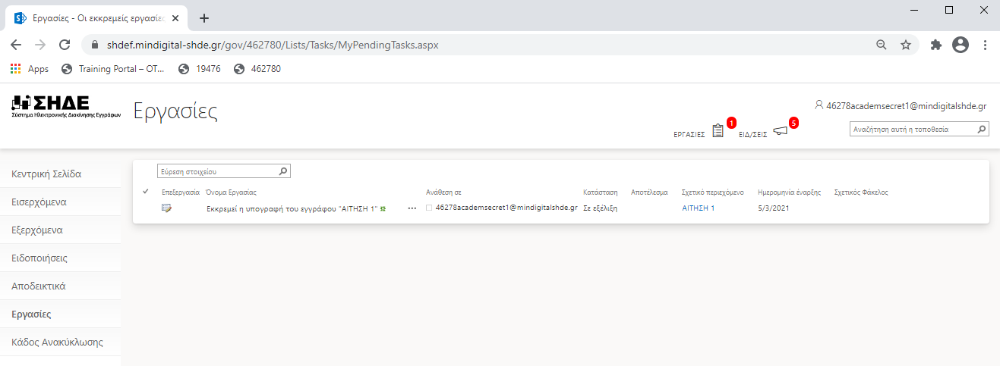 Εργασίες - Οι εκκρεμείς εργασίες
shdef.mindigital-shde.gr/gov/462780/Lists/Tasks/MyPendingTasks.aspx
Apps Training Portal – OT... 19476 462780
ΣΗΔΕ
Σύστημα Ηλεκτρονικής Διακίνησης Εγγράφων
Εργασίες
46278academsecret1@mindigitalshde.gr
ΕΡΓΑΣΙΕΣ 1 ΕΙΔ/ΣΕΙΣ 5
Αναζήτηση αυτή η τοποθεσία
Κεντρική Σελίδα
Εισερχόμενα
Εξερχόμενα
Ειδοποιήσεις
Αποδεικτικά
Εργασίες
Κάδος Ανακύκλωσης
Εύρεση στοιχείου
Επεξεργασία Όνομα Εργασίας Ανάθεση σε Κατάσταση Αποτέλεσμα Σχετικό περιεχόμενο Ημερομηνία έναρξης Σχετικός Φάκελος
Εκκρεμεί η υπογραφή του εγγράφου "ΑΙΤΗΣΗ 1" ... 46278academsecret1@mindigitalshde.gr Σε εξέλιξη ΑΙΤΗΣΗ 1 5/3/2021